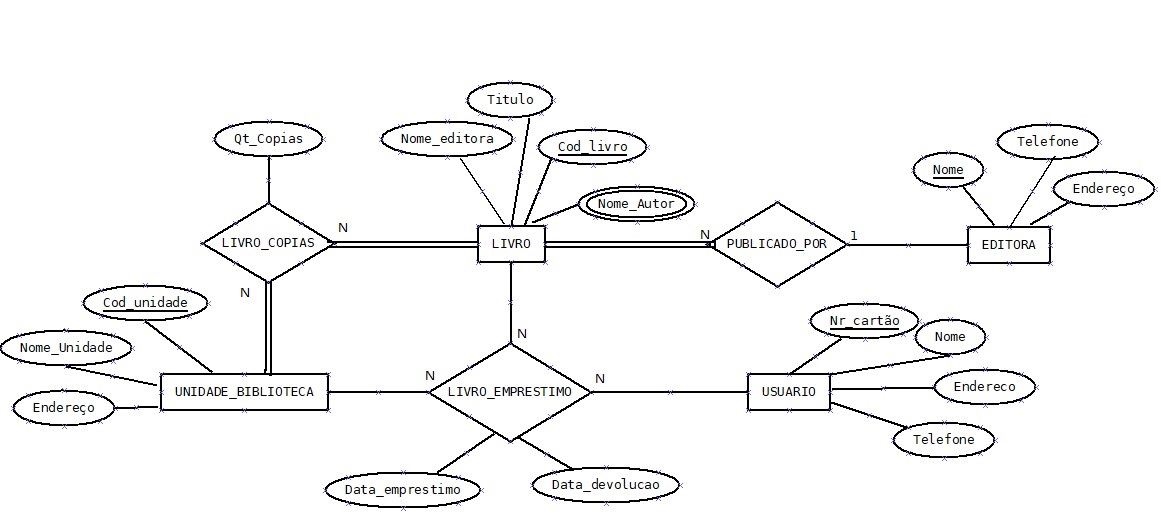 Titulo
Qt_Copias
Nome_editora
Cod_livro
Telefone
Nome
Endereço
Nome_Autor
N
N
1
LIVRO_COPIAS
LIVRO
PUBLICADO_POR
EDITORA
N
Cod_unidade
Nr_cartão
N
Nome
Nome_Unidade
N
N
UNIDADE_BIBLIOTECA
LIVRO_EMPRESTIMO
USUARIO
Endereco
Endereço
Telefone
Data_emprestimo
Data_devolucao